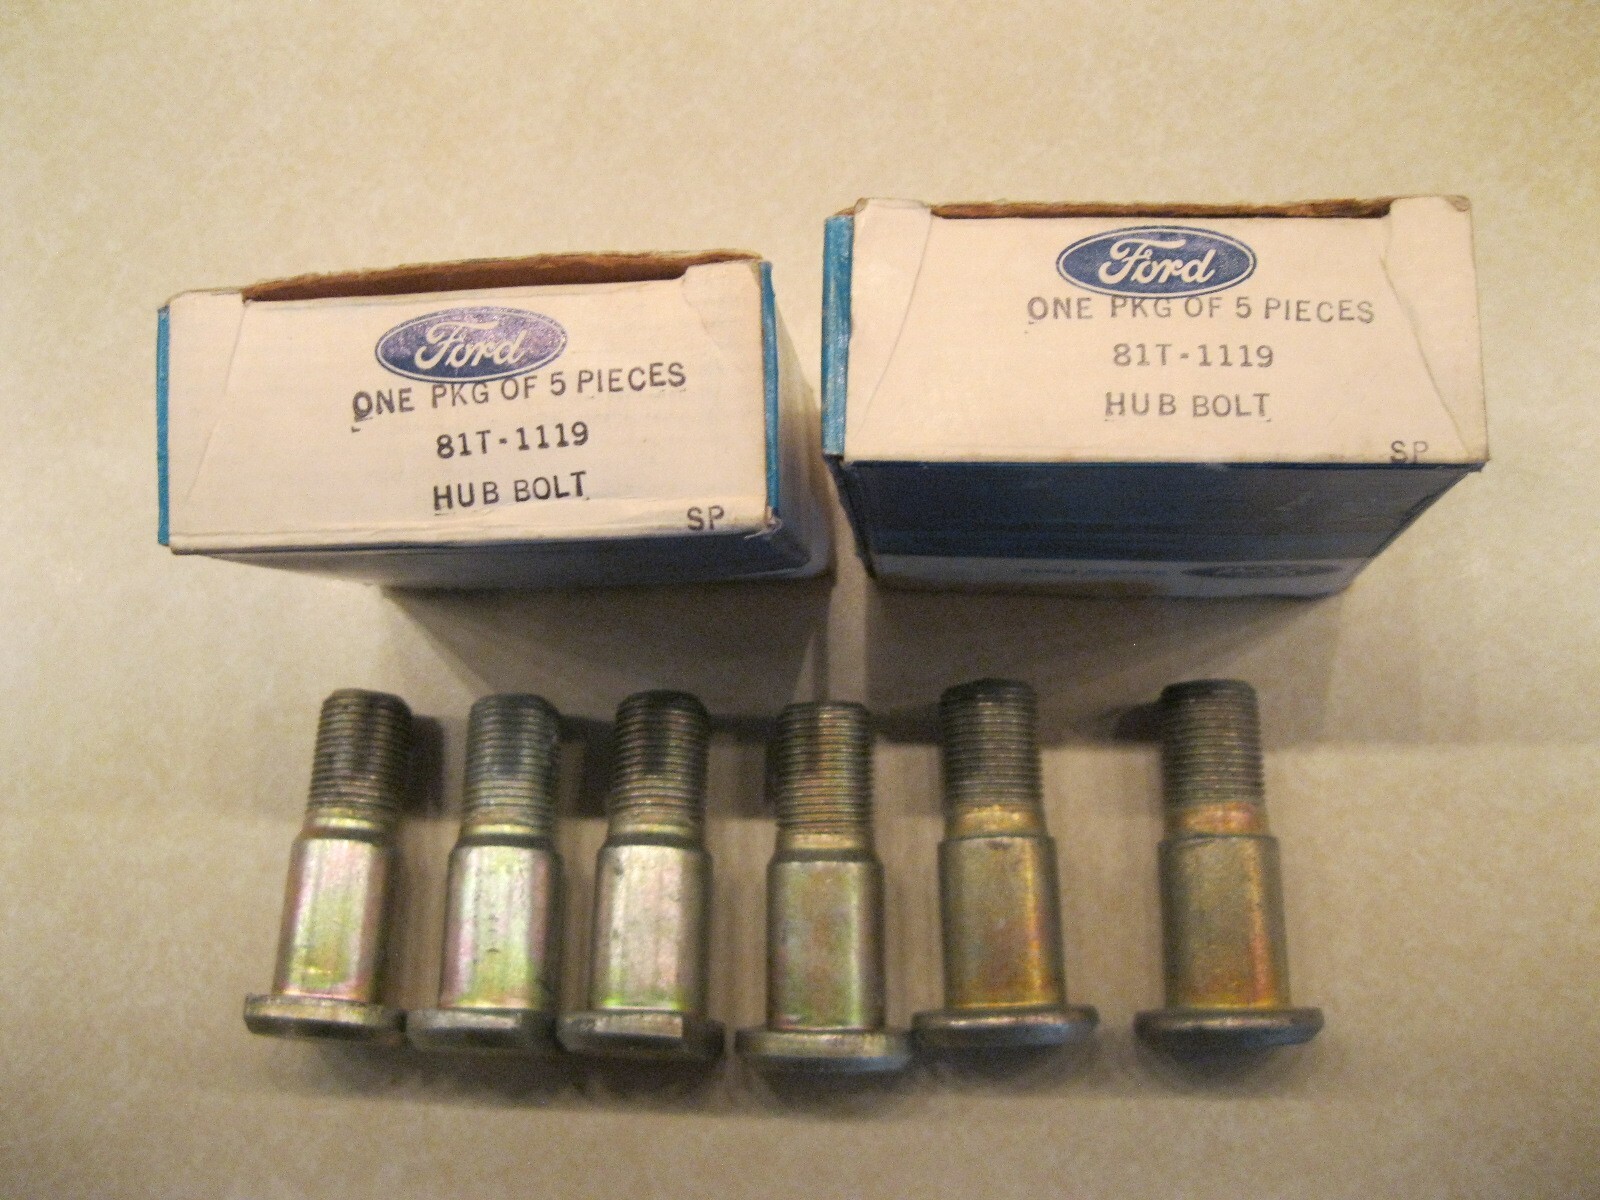 Ford
ONE PKG OF 5 PIECES
81T-1119
HUB BOLT
SP
Ford
ONE PKG OF 5 PIECES
81T-1119
HUB BOLT
SP